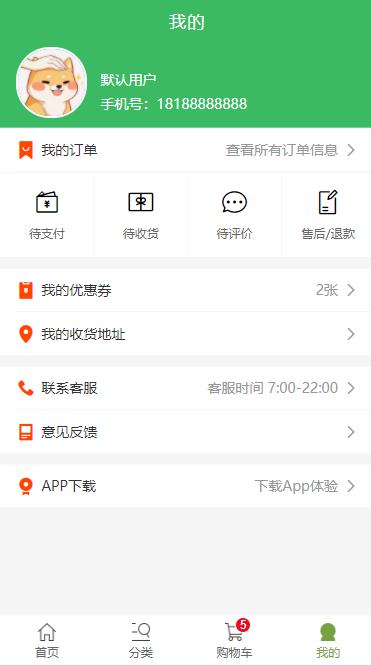 我的
默认用户
手机号：18188888888
我的订单 查看所有订单信息
待支付 待收货 待评价 售后/退款
我的优惠券 2张
我的收货地址
联系客服 客服时间 7:00-22:00
意见反馈
APP下载 下载App体验
5
首页 分类 购物车 我的